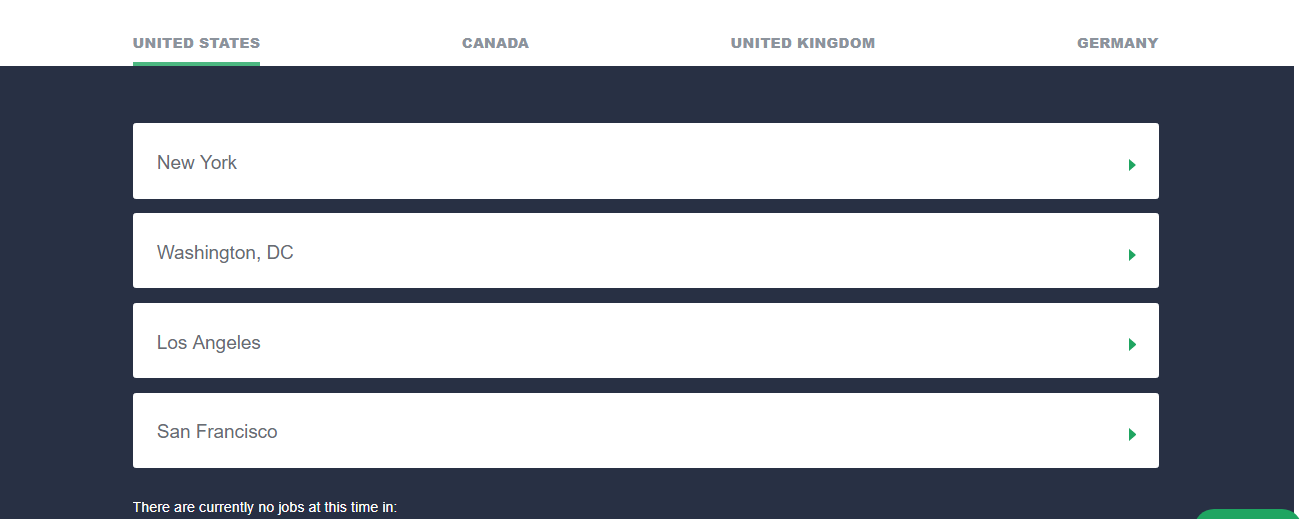 UNITED STATES CANADA UNITED KINGDOM GERMANY
New York
Washington, DC
Los Angeles
San Francisco
There are currently no jobs at this time in: